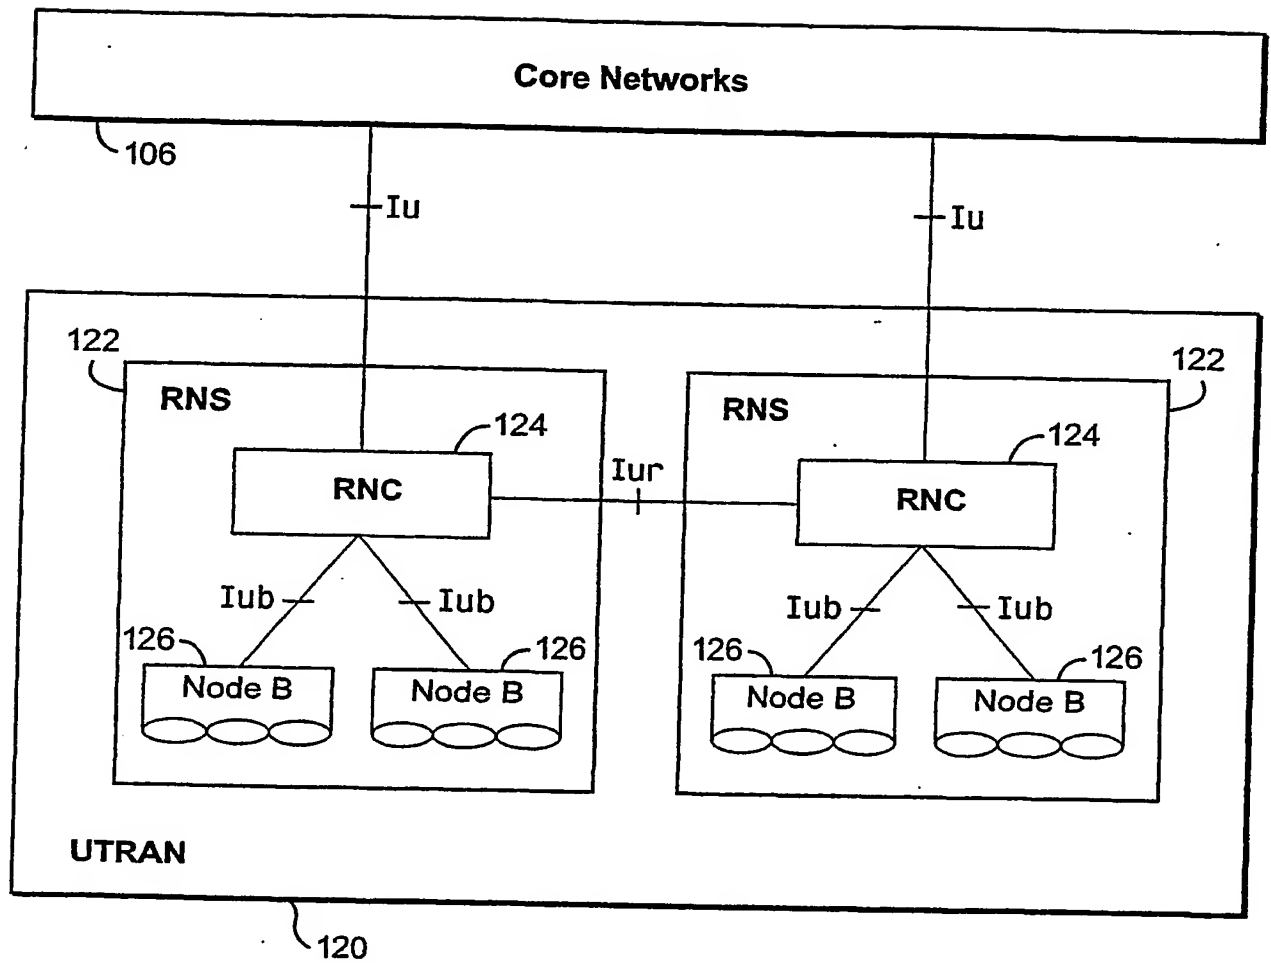 Core Networks
106
Iu
Iu
122
122
RNS
RNS
124
124
RNC
Iur
RNC
Iub
Iub
Iub
Iub
126
126
126
126
Node B
Node B
Node B
Node B
UTRAN
120